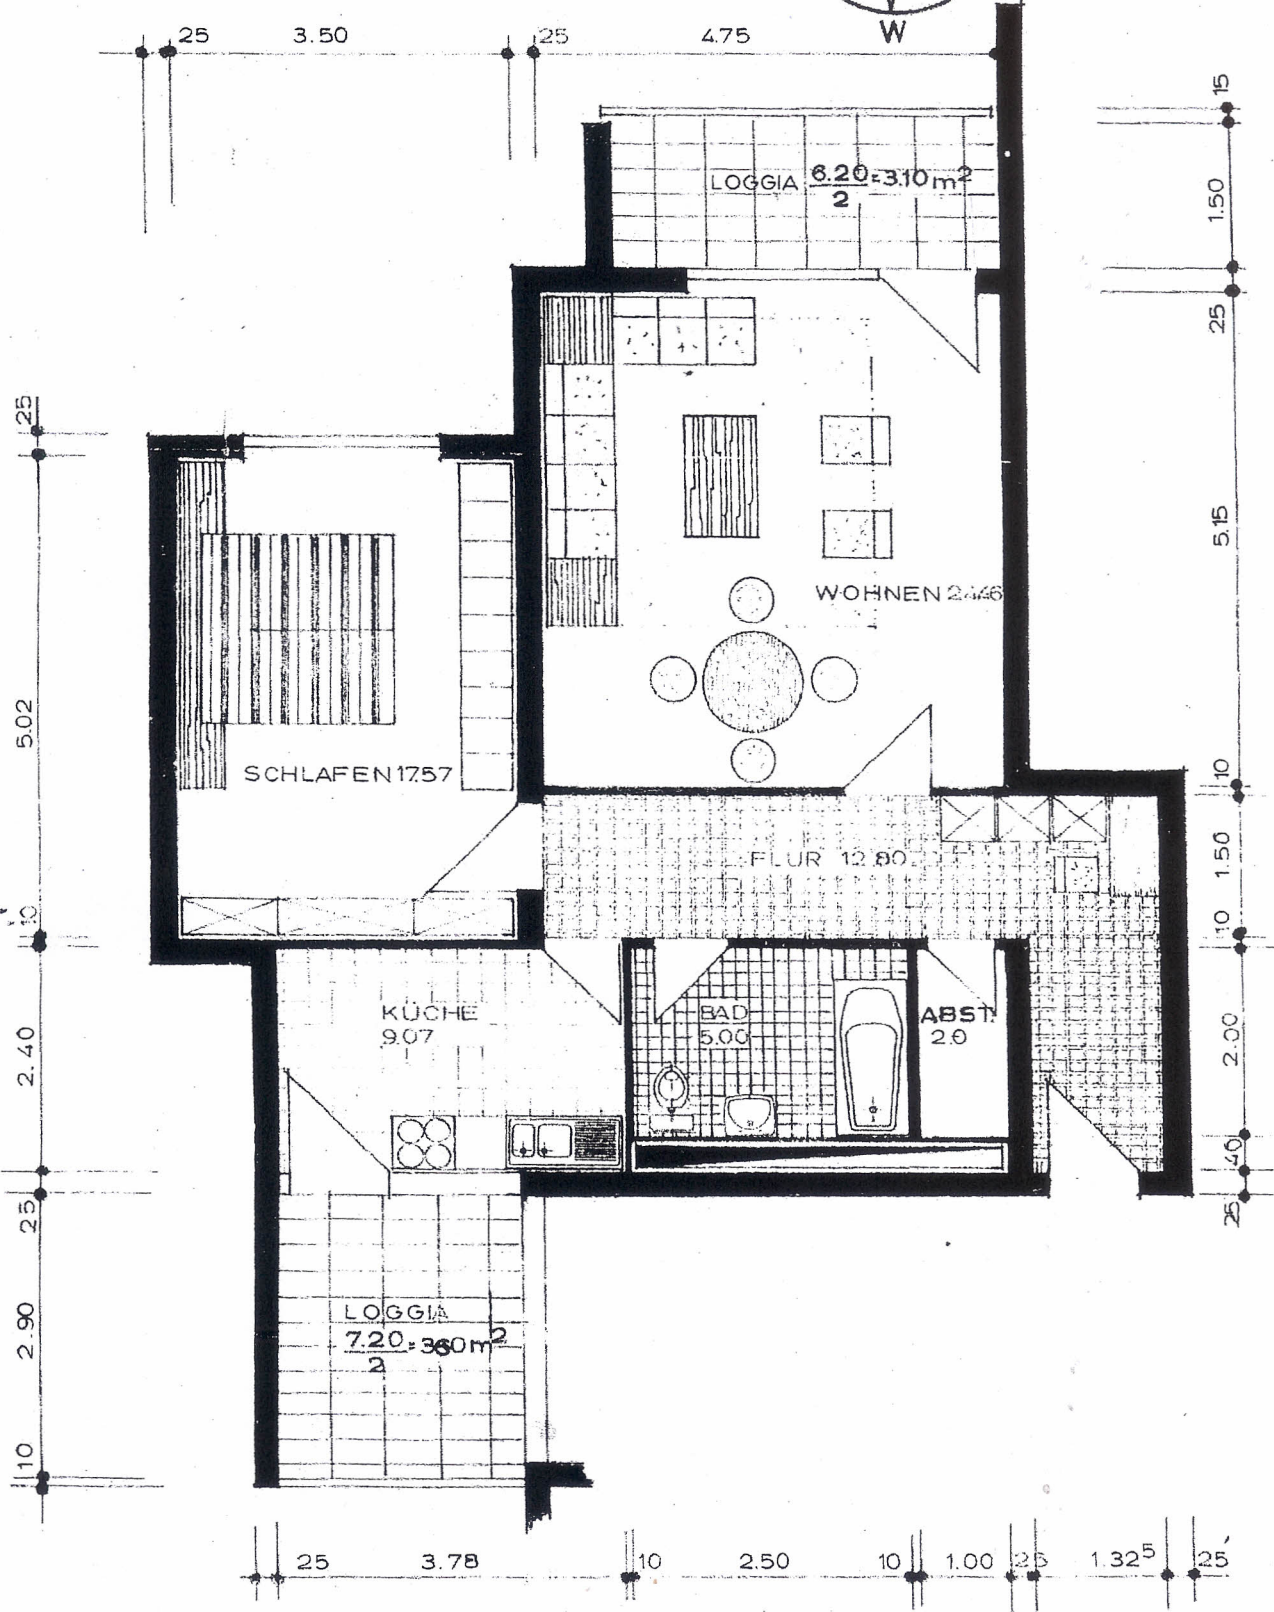 W
25 3.50 25 4.75
15
1.50
25
5.15
10
1.50
10
2.00
40
25
LOGGIA 6.20/2 = 3.10 m²
25
5.02
10
2.40
25
2.90
10
WOHNEN 24.46
SCHLAFEN 17.57
FLUR 12.80
KÜCHE
9.07
BAD
5.00
ABST.
2.0
LOGGIA
7.20/2 = 3.60 m²
25 3.78 10 2.50 10 1.00 25 1.32⁵ 25